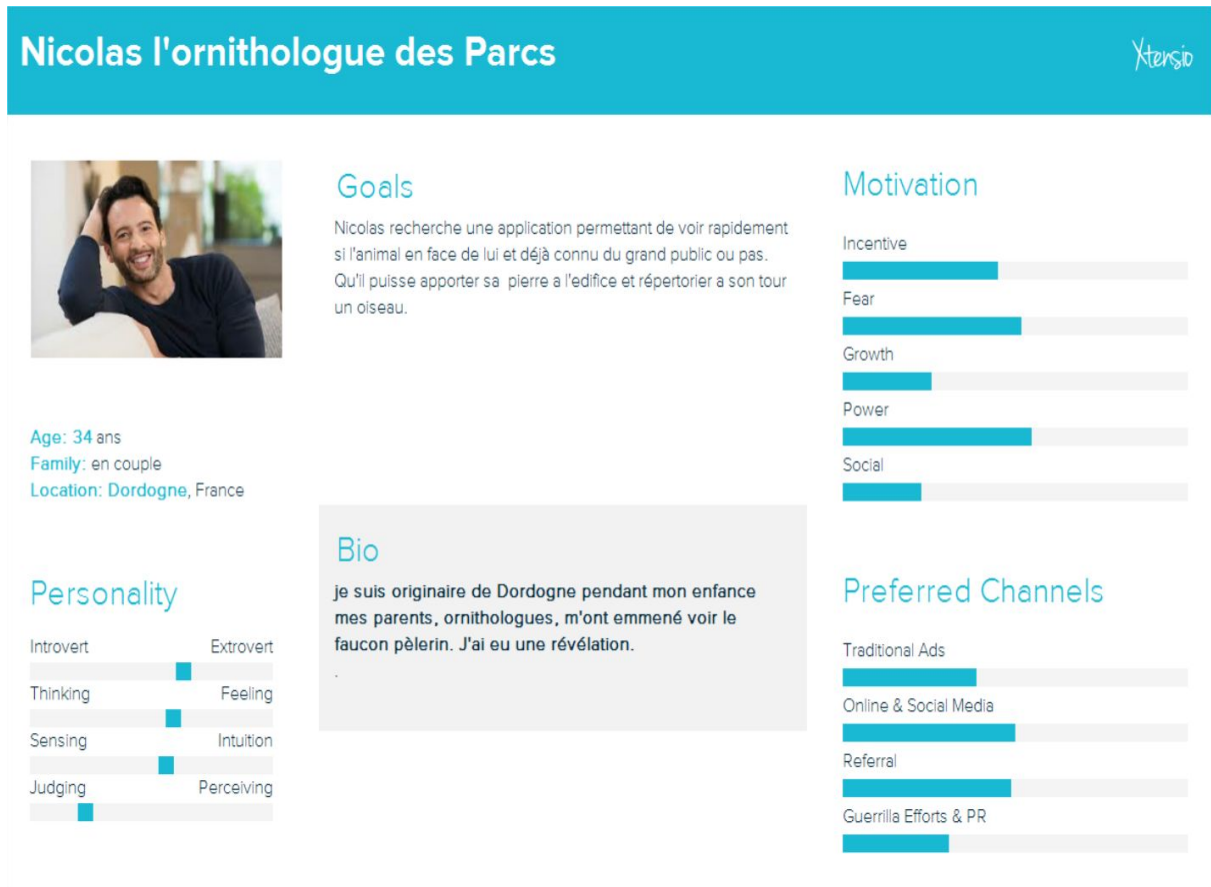 Nicolas l'ornithologue des Parcs
Xtensio
Goals
Nicolas recherche une application permettant de voir rapidement
si l'animal en face de lui et déjà connu du grand public ou pas.
Qu'il puisse apporter sa pierre a l'edifice et répertorier a son tour
un oiseau.
Age: 34 ans
Family: en couple
Location: Dordogne, France
Personality
Introvert Extrovert
Thinking Feeling
Sensing Intuition
Judging Perceiving
Bio
je suis originaire de Dordogne pendant mon enfance
mes parents, ornithologues, m'ont emmené voir le
faucon pèlerin. J'ai eu une révélation.
.
Motivation
Incentive
Fear
Growth
Power
Social
Preferred Channels
Traditional Ads
Online & Social Media
Referral
Guerrilla Efforts & PR